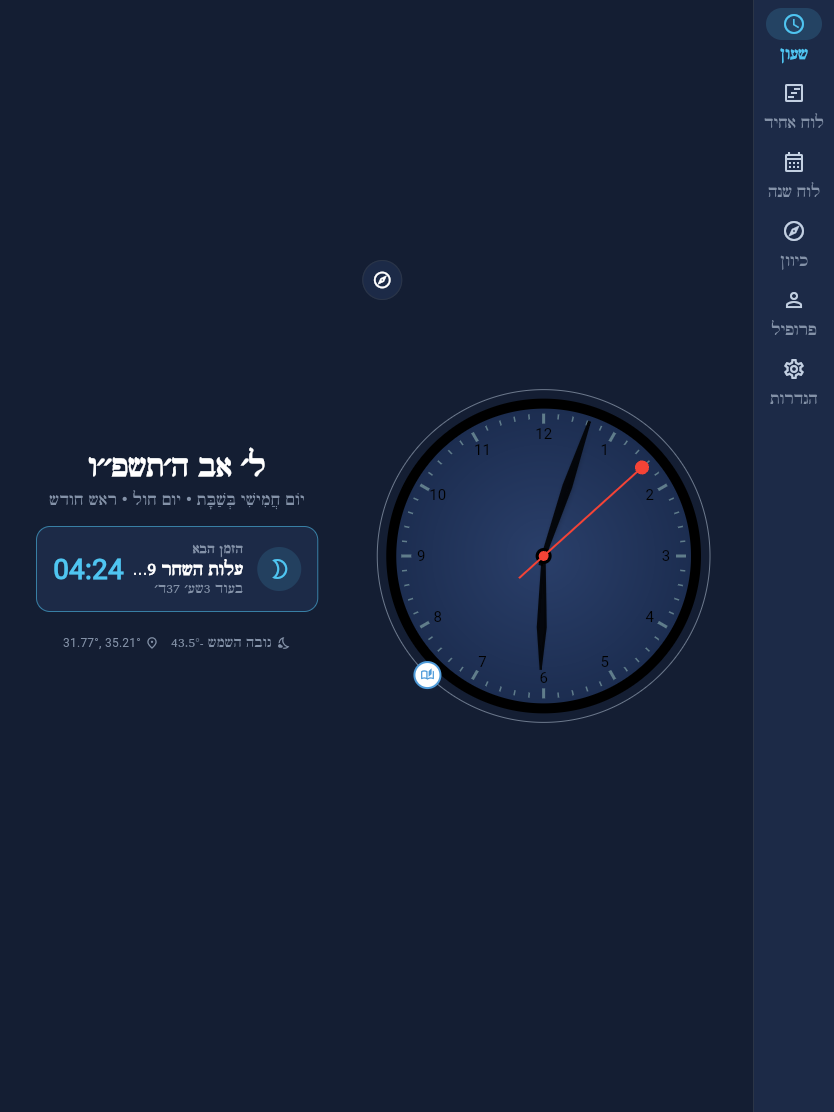 שעון
לוח אחיד
לוח שנה
כיוון
פרופיל
הגדרות
ל׳ אב ה׳תשפ״ו
יוֹם חֲמִישִׁי בְּשַׁבָּת • יום חול • ראש חודש
הזמן הבא
עלות השחר 9...
04:24
בעוד 3שע׳ 37ד׳
גובה השמש -43.5°
31.77°, 35.21°
12
1
2
3
4
5
6
7
8
9
10
11